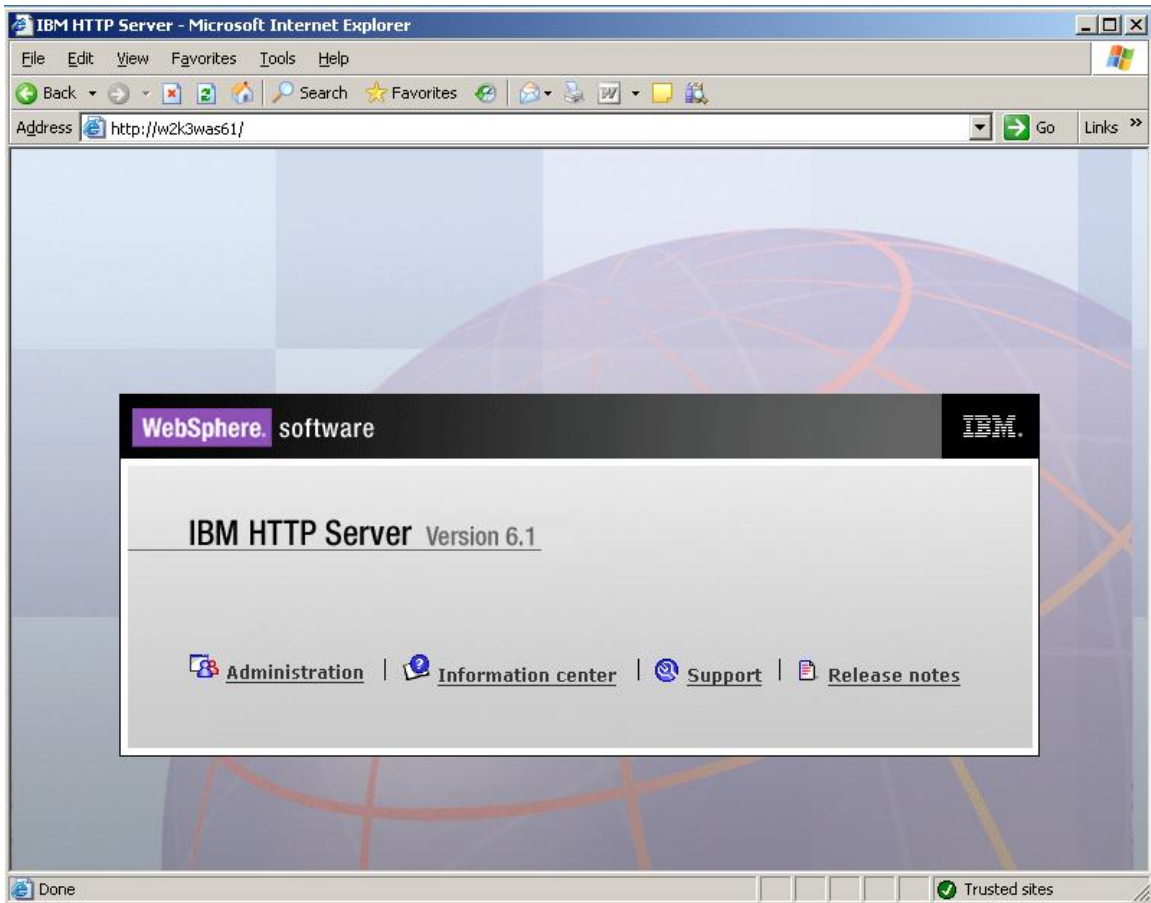 IBM HTTP Server - Microsoft Internet Explorer
File Edit View Favorites Tools Help
Back Search Favorites
Address http://w2k3was61/ Go Links »
WebSphere. software IBM.
IBM HTTP Server Version 6.1
Administration | Information center | Support | Release notes
Done Trusted sites